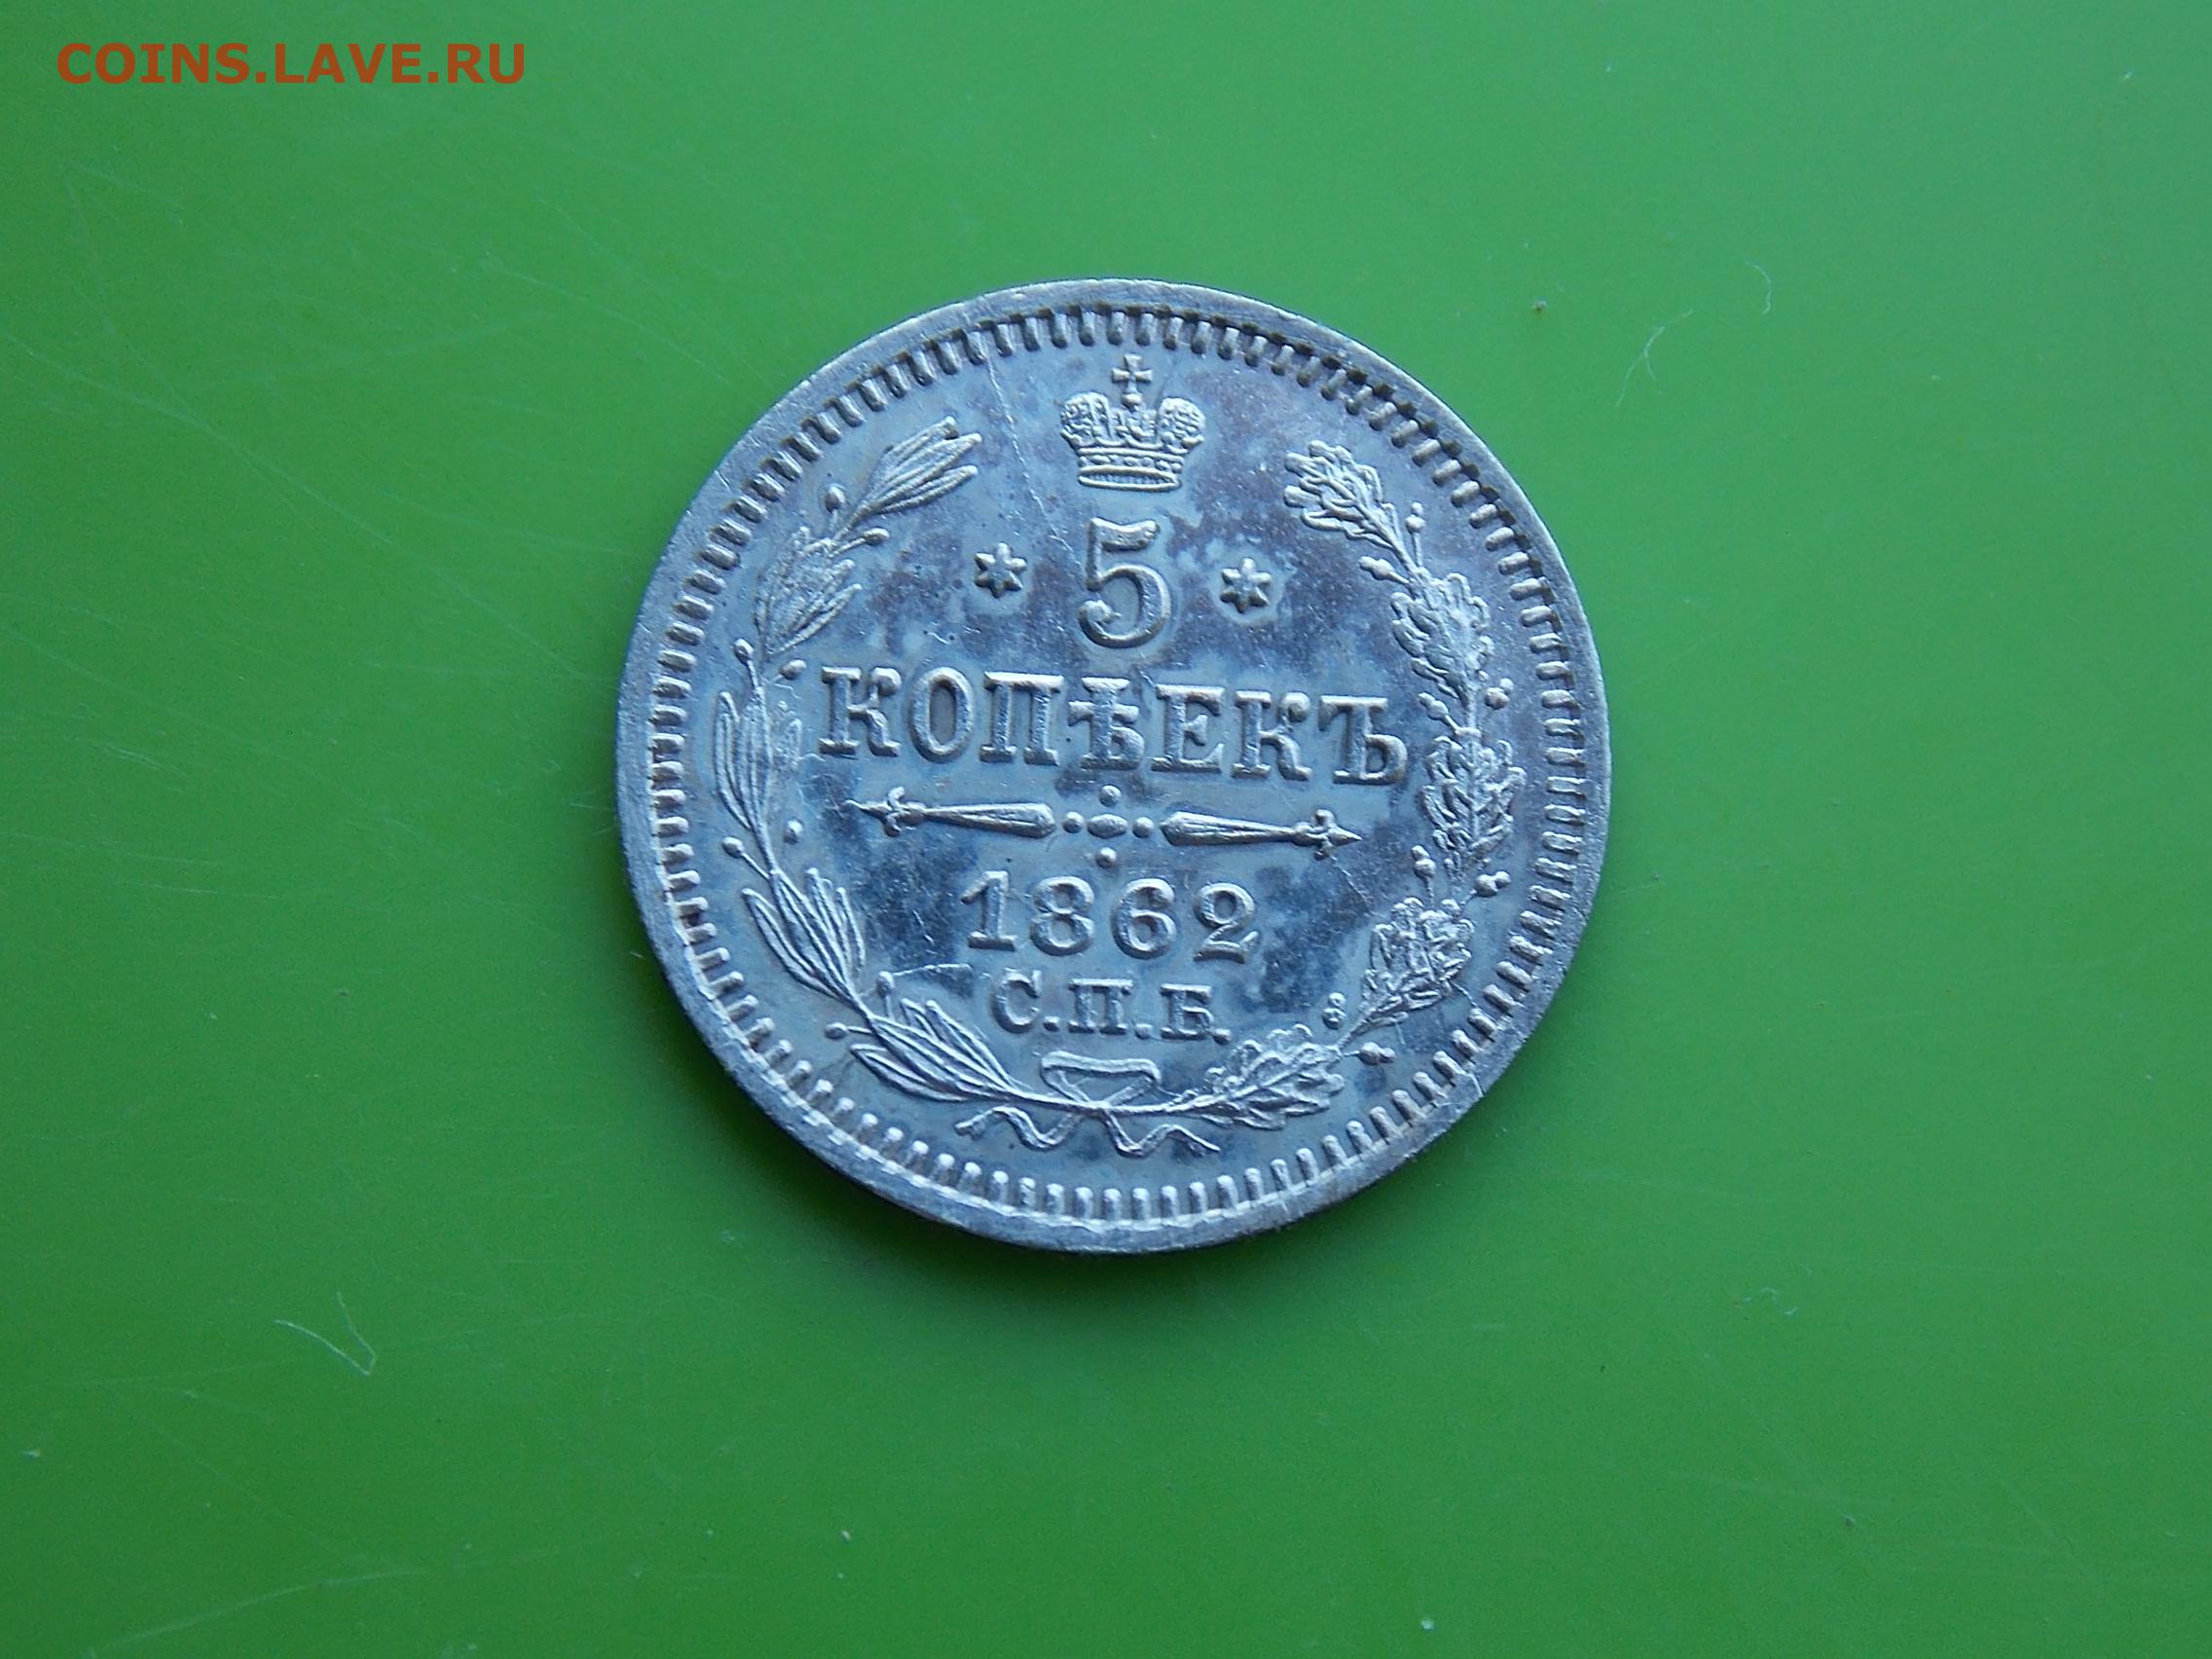 COINS.LAVE.RU
* 5 *
КОПѢЕКЪ
1862
С.П.Б.